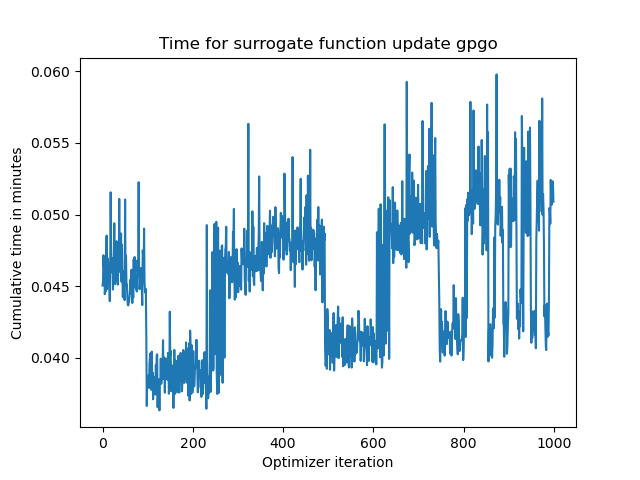 Time for surrogate function update gpgo
Cumulative time in minutes
0.060
0.055
0.050
0.045
0.040
0 200 400 600 800 1000
Optimizer iteration